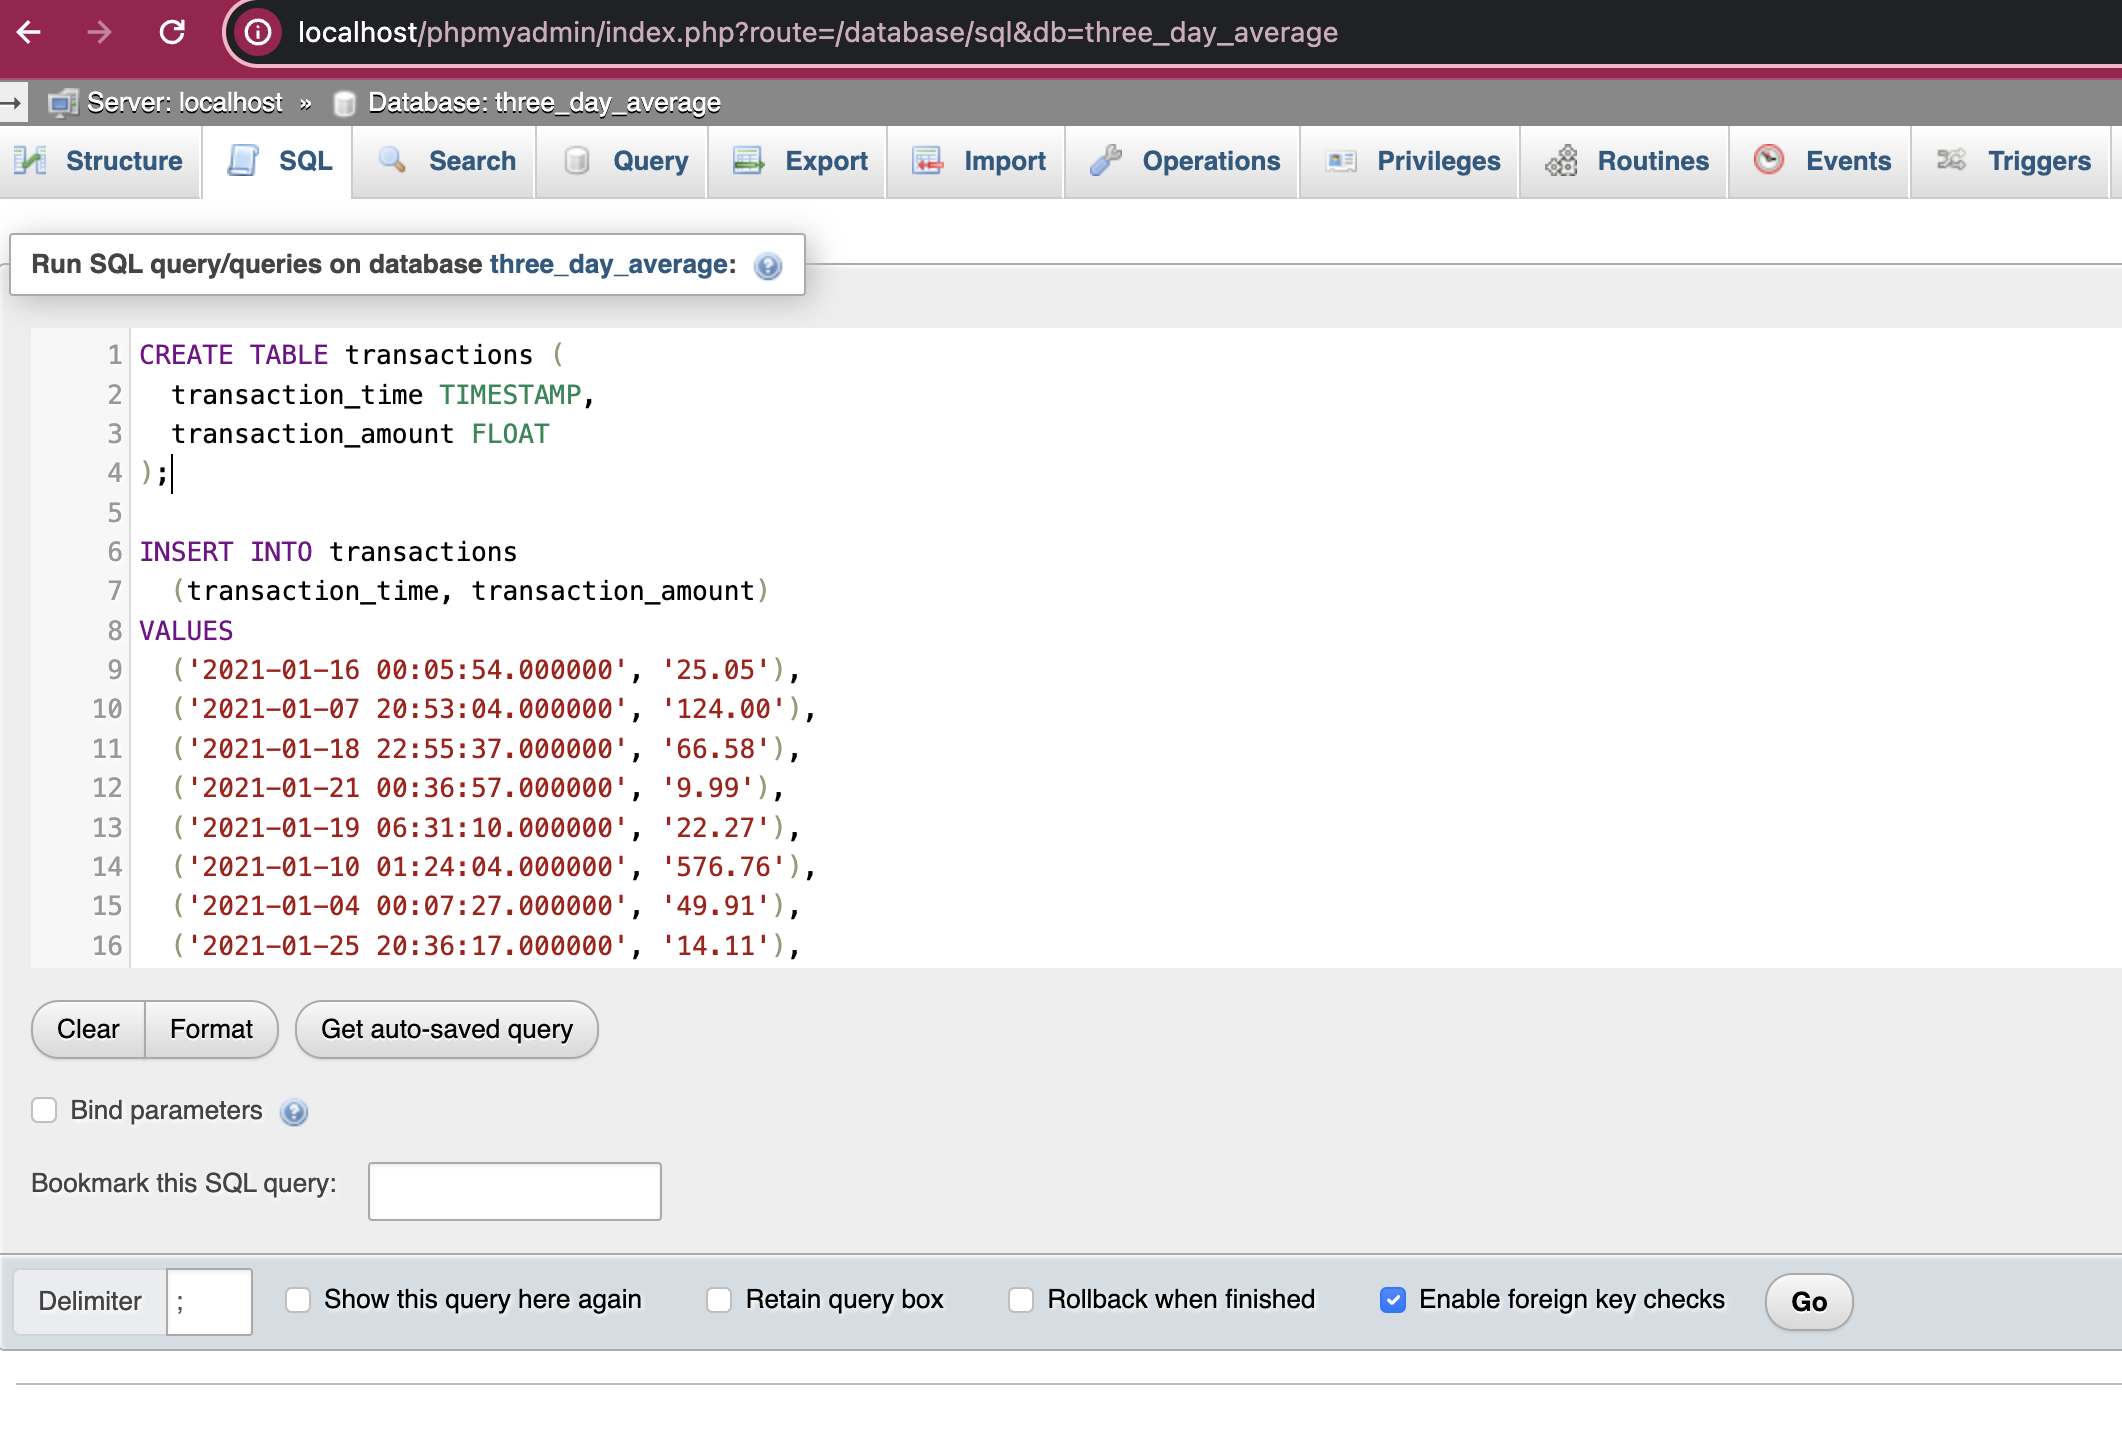 localhost/phpmyadmin/index.php?route=/database/sql&db=three_day_average
Server: localhost » Database: three_day_average
Structure SQL Search Query Export Import Operations Privileges Routines Events Triggers
Run SQL query/queries on database three_day_average:
1 CREATE TABLE transactions (
2 transaction_time TIMESTAMP,
3 transaction_amount FLOAT
4 );
5
6 INSERT INTO transactions
7 (transaction_time, transaction_amount)
8 VALUES
9 ('2021-01-16 00:05:54.000000', '25.05'),
10 ('2021-01-07 20:53:04.000000', '124.00'),
11 ('2021-01-18 22:55:37.000000', '66.58'),
12 ('2021-01-21 00:36:57.000000', '9.99'),
13 ('2021-01-19 06:31:10.000000', '22.27'),
14 ('2021-01-10 01:24:04.000000', '576.76'),
15 ('2021-01-04 00:07:27.000000', '49.91'),
16 ('2021-01-25 20:36:17.000000', '14.11'),
Clear Format Get auto-saved query
Bind parameters
Bookmark this SQL query:
Delimiter ; Show this query here again Retain query box Rollback when finished Enable foreign key checks Go